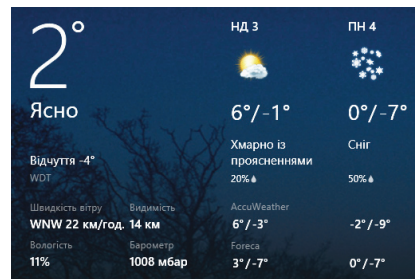 2°
Ясно
Відчуття -4°
WDT
Швидкість вітру Видимість
WNW 22 км/год. 14 км
Вологість Барометр
11% 1008 мбар
НД 3
6°/-1°
Хмарно із
проясненнями
20%
AccuWeather
6°/-3°
Foreca
3°/-7°
ПН 4
0°/-7°
Сніг
50%
-2°/-9°
0°/-7°